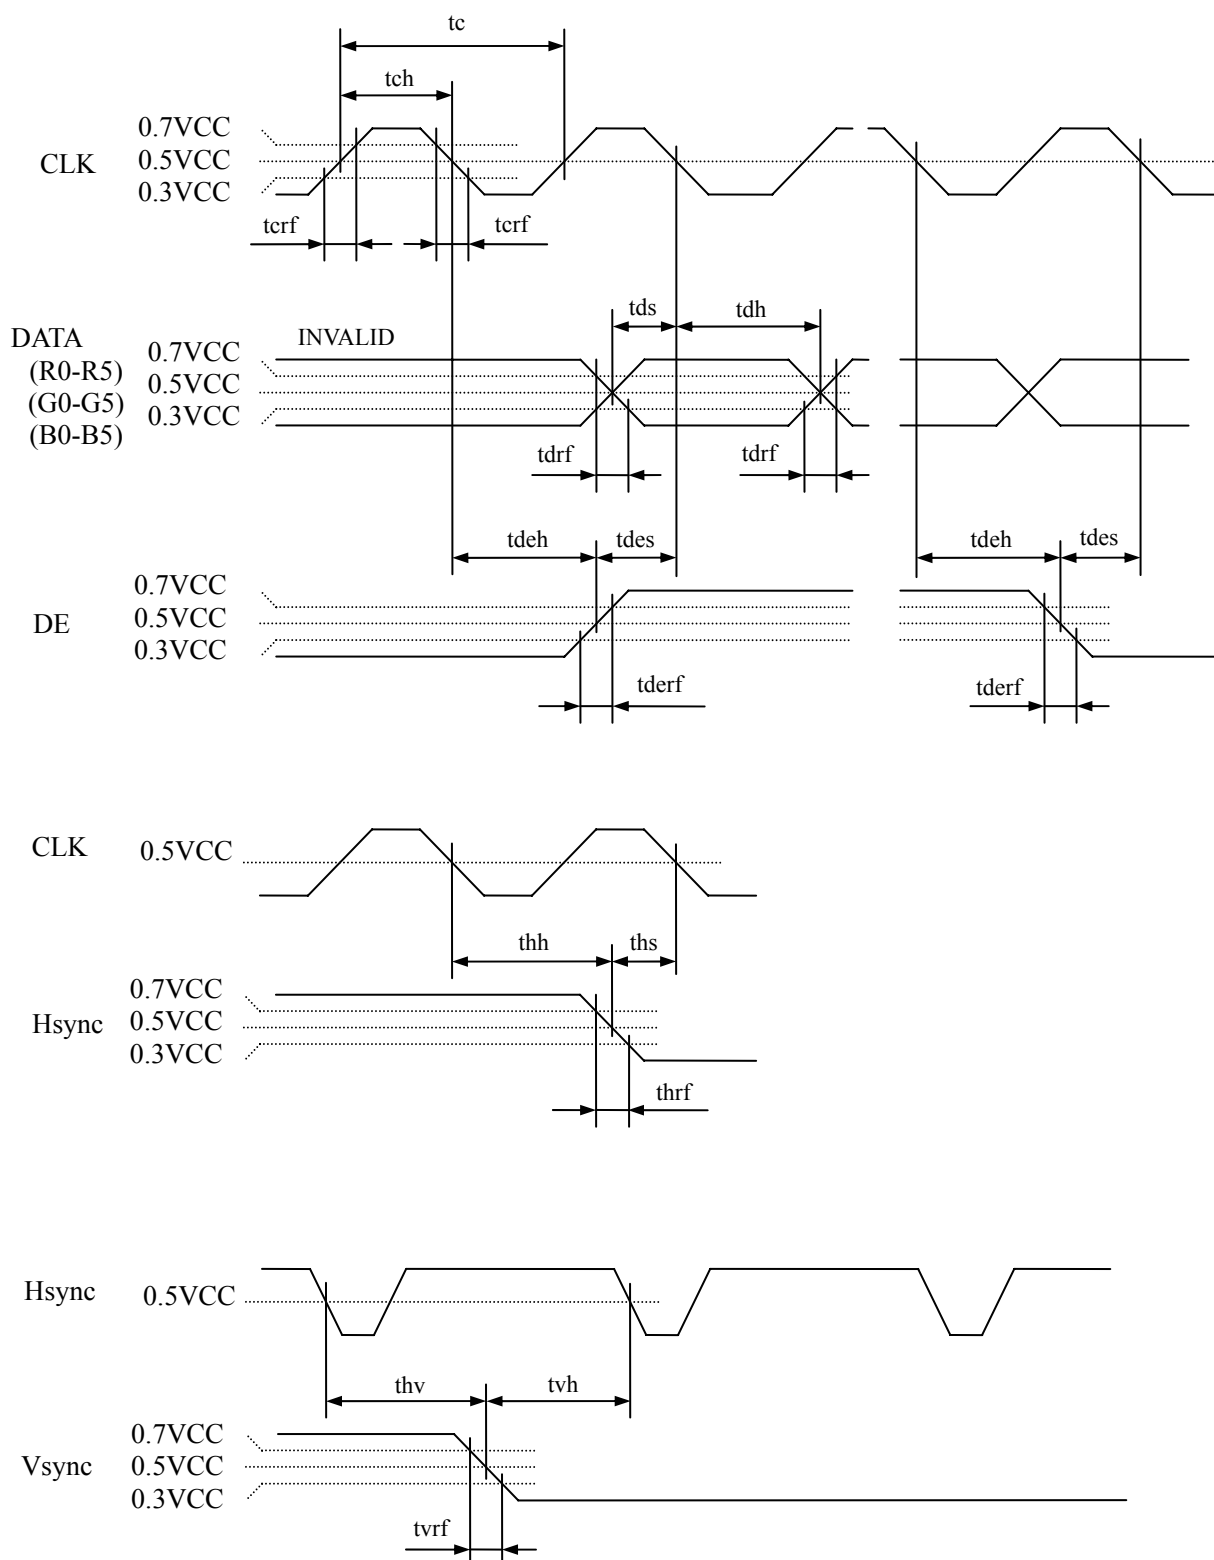 tc
tch
0.7VCC
CLK
0.5VCC
0.3VCC
tcrf
tcrf
tds
tdh
DATA
INVALID
0.7VCC
(R0-R5)
0.5VCC
(G0-G5)
0.3VCC
(B0-B5)
tdrf
tdrf
tdeh
tdes
tdeh
tdes
0.7VCC
DE
0.5VCC
0.3VCC
tderf
tderf
CLK
0.5VCC
thh
ths
0.7VCC
Hsync
0.5VCC
0.3VCC
thrf
Hsync
0.5VCC
thv
tvh
0.7VCC
Vsync
0.5VCC
0.3VCC
tvrf